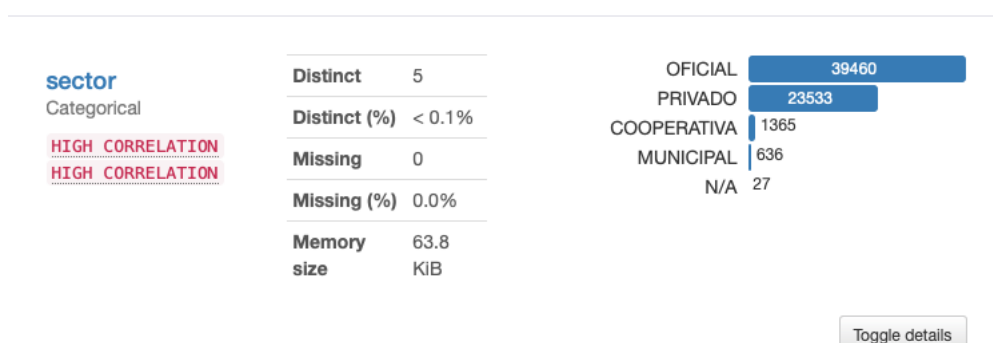 sector
Categorical
HIGH CORRELATION
HIGH CORRELATION
Distinct 5
Distinct (%) < 0.1%
Missing 0
Missing (%) 0.0%
Memory size 63.8 KiB
OFICIAL 39460
PRIVADO 23533
COOPERATIVA 1365
MUNICIPAL 636
N/A 27
Toggle details